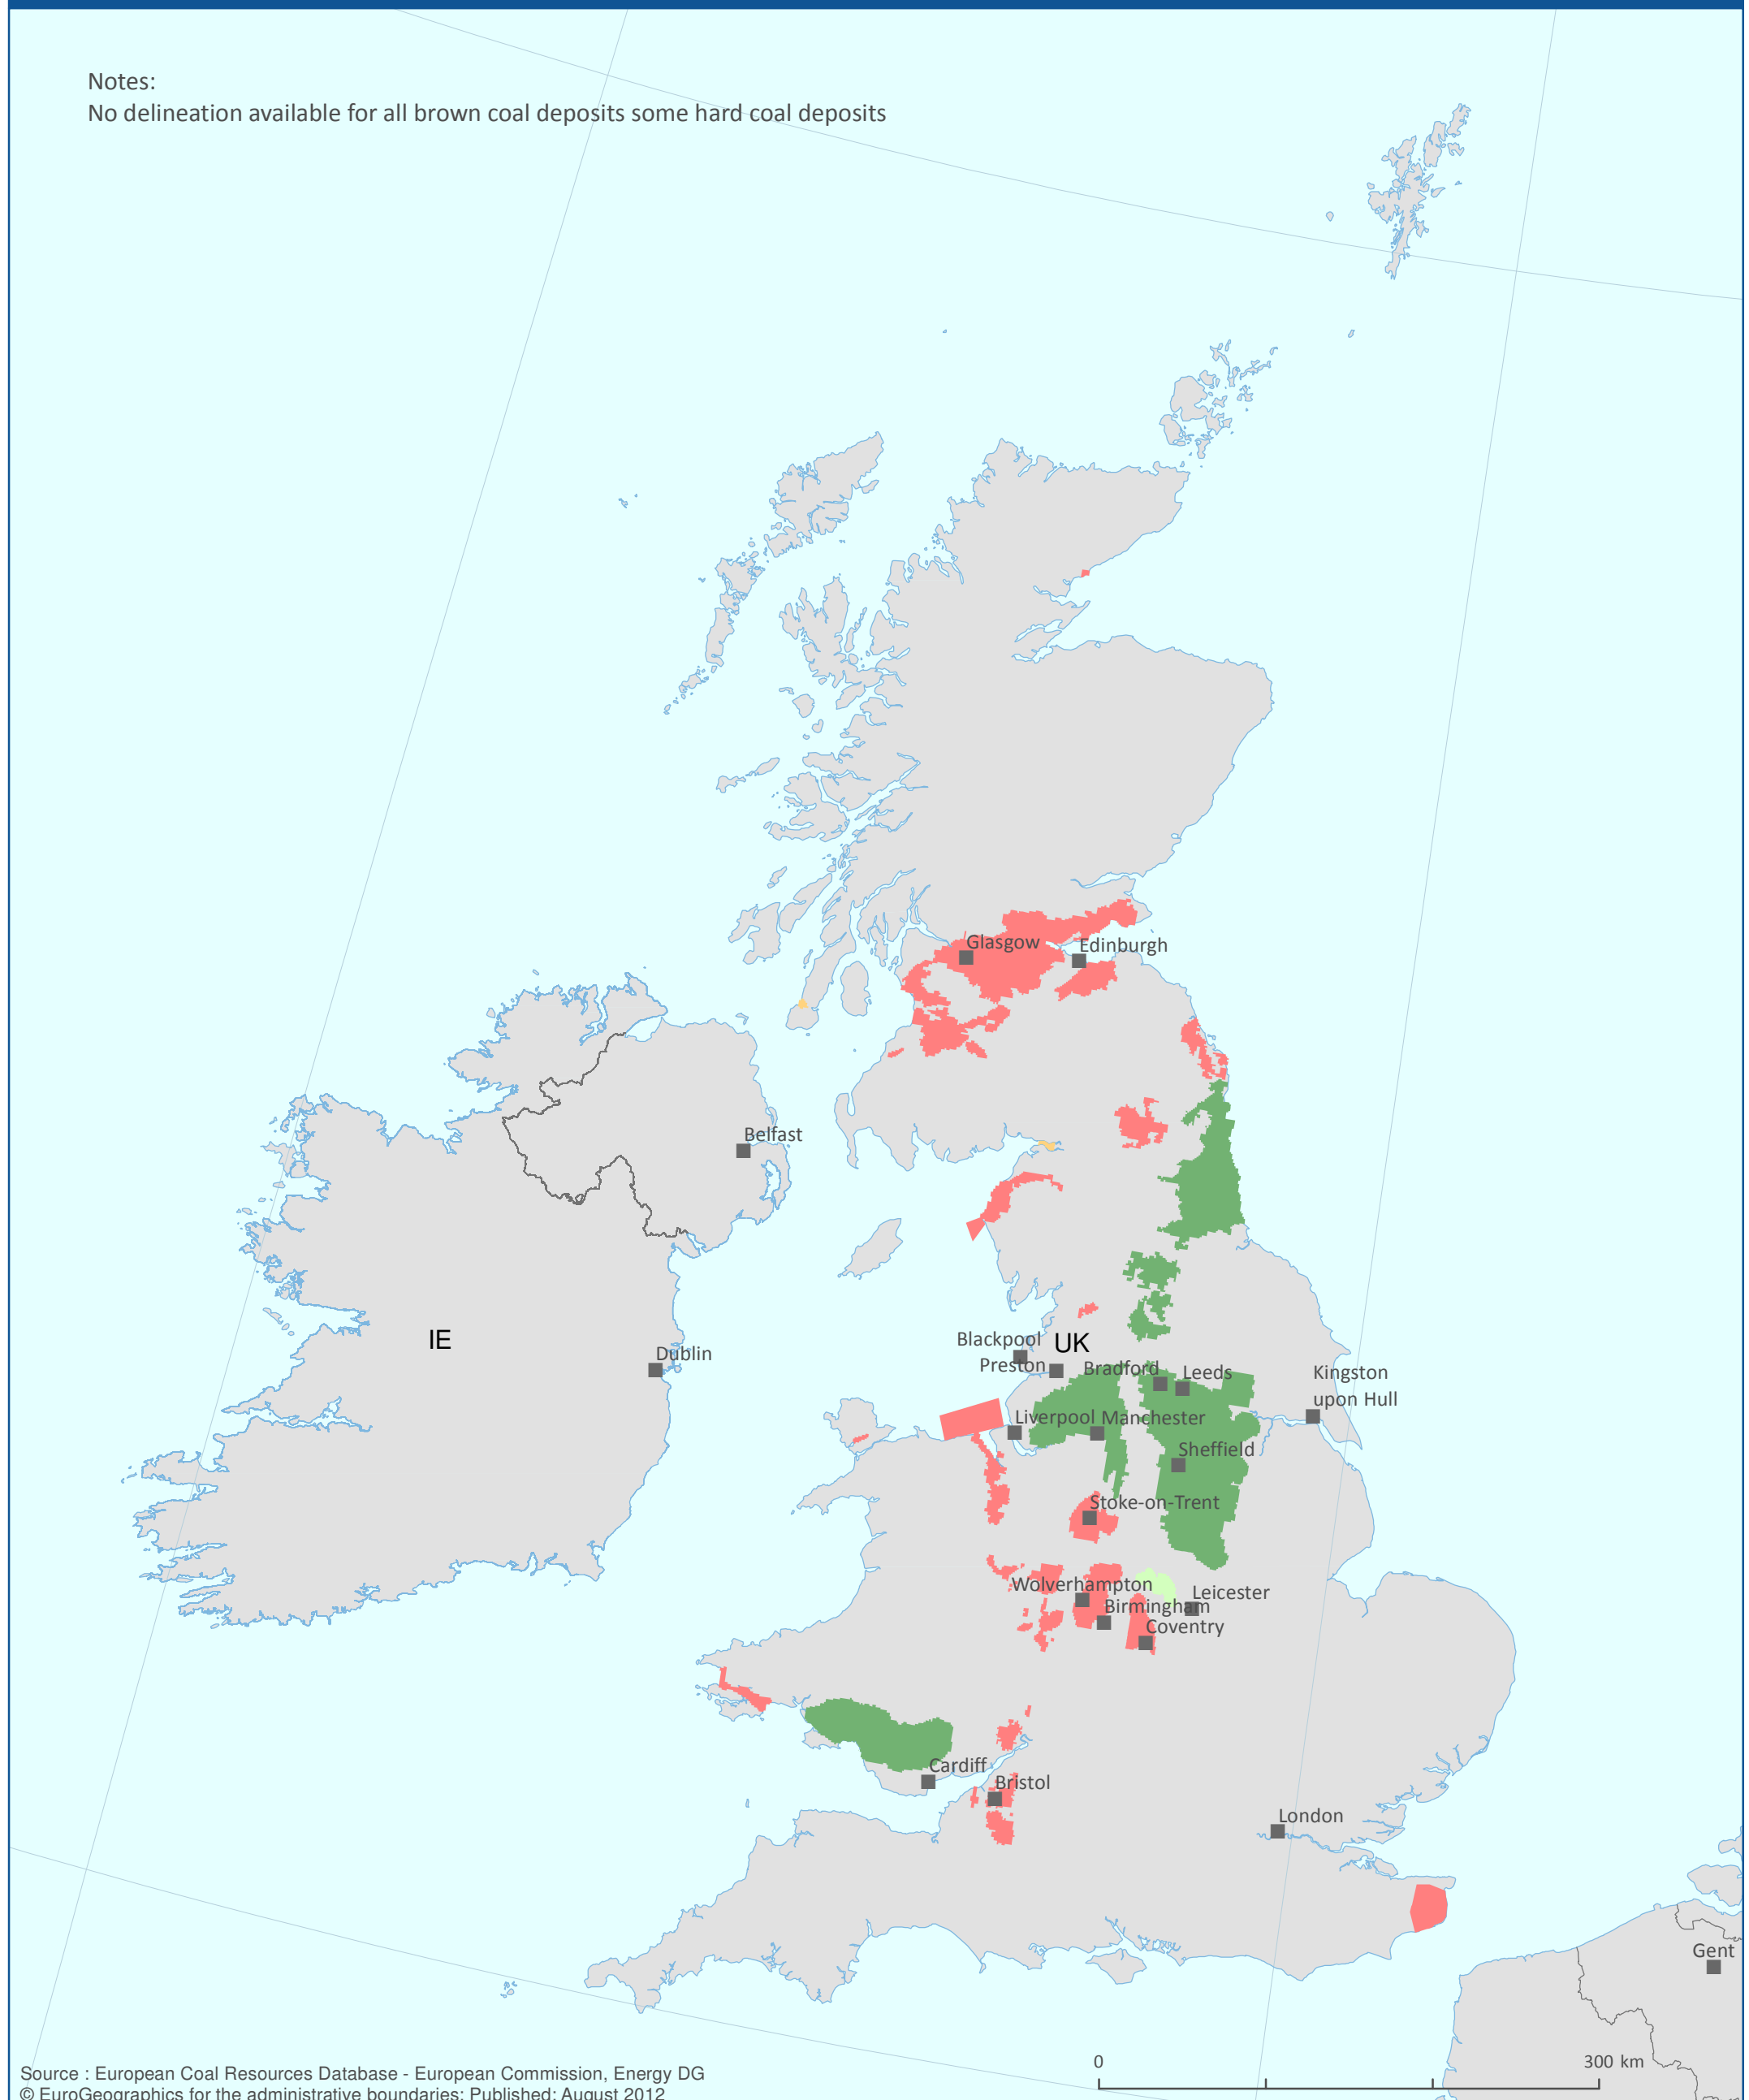 Notes:
No delineation available for all brown coal deposits some hard coal deposits
Glasgow
Edinburgh
Belfast
IE
Dublin
Blackpool
UK
Preston
Bradford
Leeds
Kingston
upon Hull
Liverpool
Manchester
Sheffield
Stoke-on-Trent
Wolverhampton
Leicester
Birmingham
Coventry
Cardiff
Bristol
London
Gent
0
300 km
Source : European Coal Resources Database - European Commission, Energy DG
© EuroGeographics for the administrative boundaries; Published: August 2012